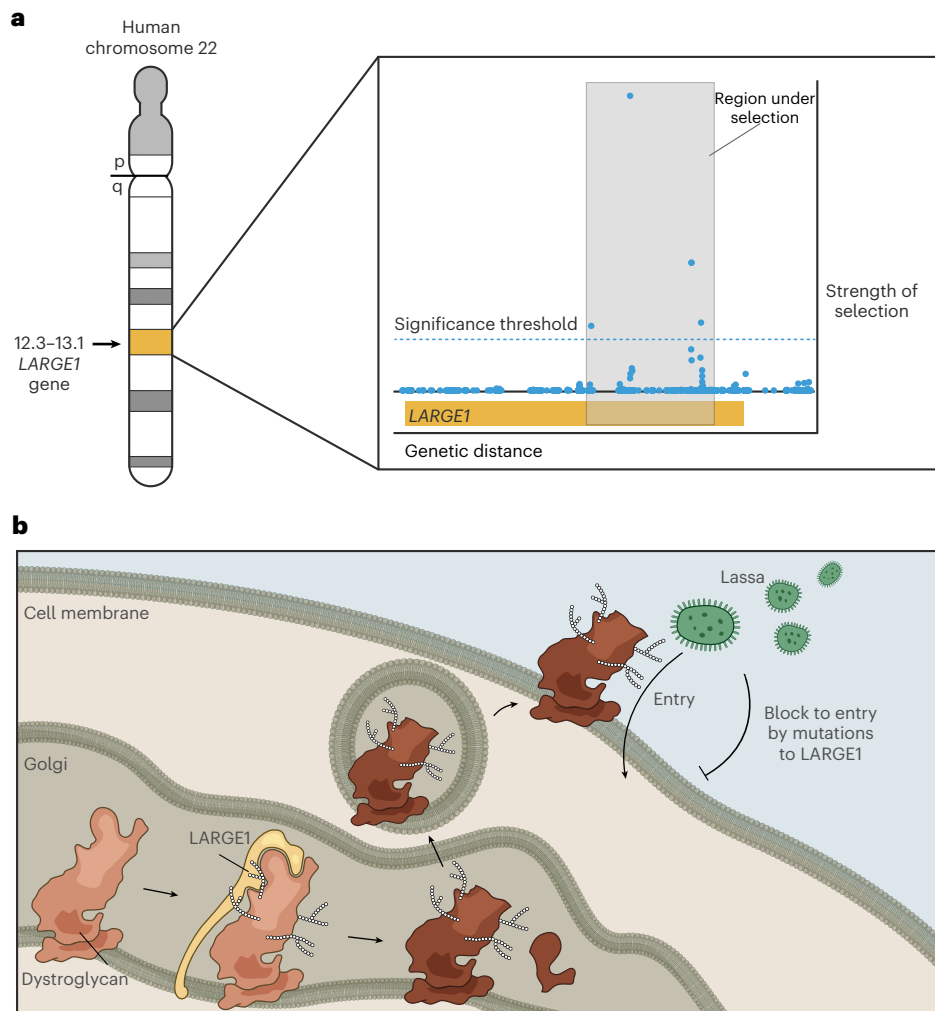 a
Human
chromosome 22
p
q
12.3–13.1
LARGE1
gene
Region under
selection
Significance threshold
Strength of
selection
LARGE1
Genetic distance
b
Cell membrane
Lassa
Entry
Block to entry
by mutations
to LARGE1
Golgi
LARGE1
Dystroglycan